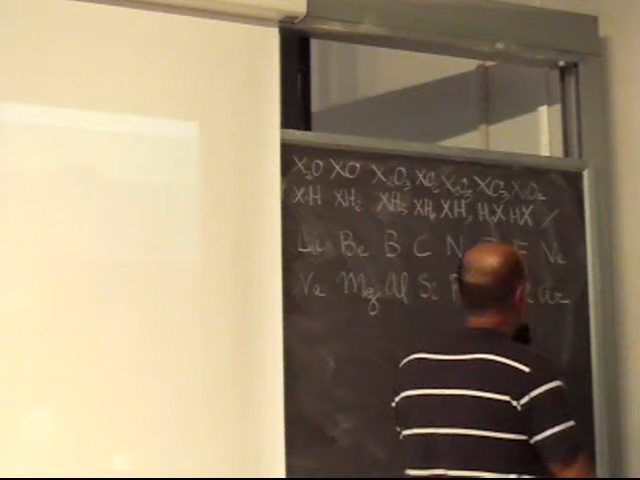 X₂O XO X₂O₃ XO₂ X₂O₅ XO₃ X₂O₇
XH XH₂ XH₃ XH₄ XH₃ H₂X HX
Li Be B C N F Ne
Na Mg Al Si P Ar